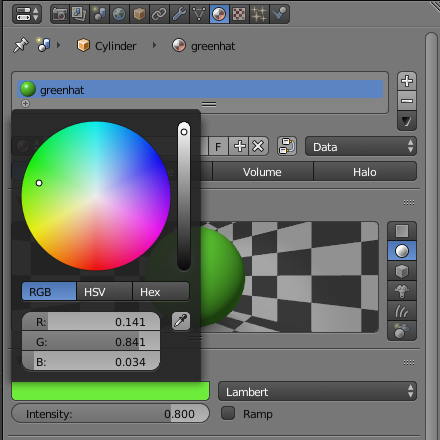 Cylinder greenhat
greenhat
F Data
Volume Halo
RGB HSV Hex
R: 0.141
G: 0.841
B: 0.034
Lambert
Intensity: 0.800 Ramp